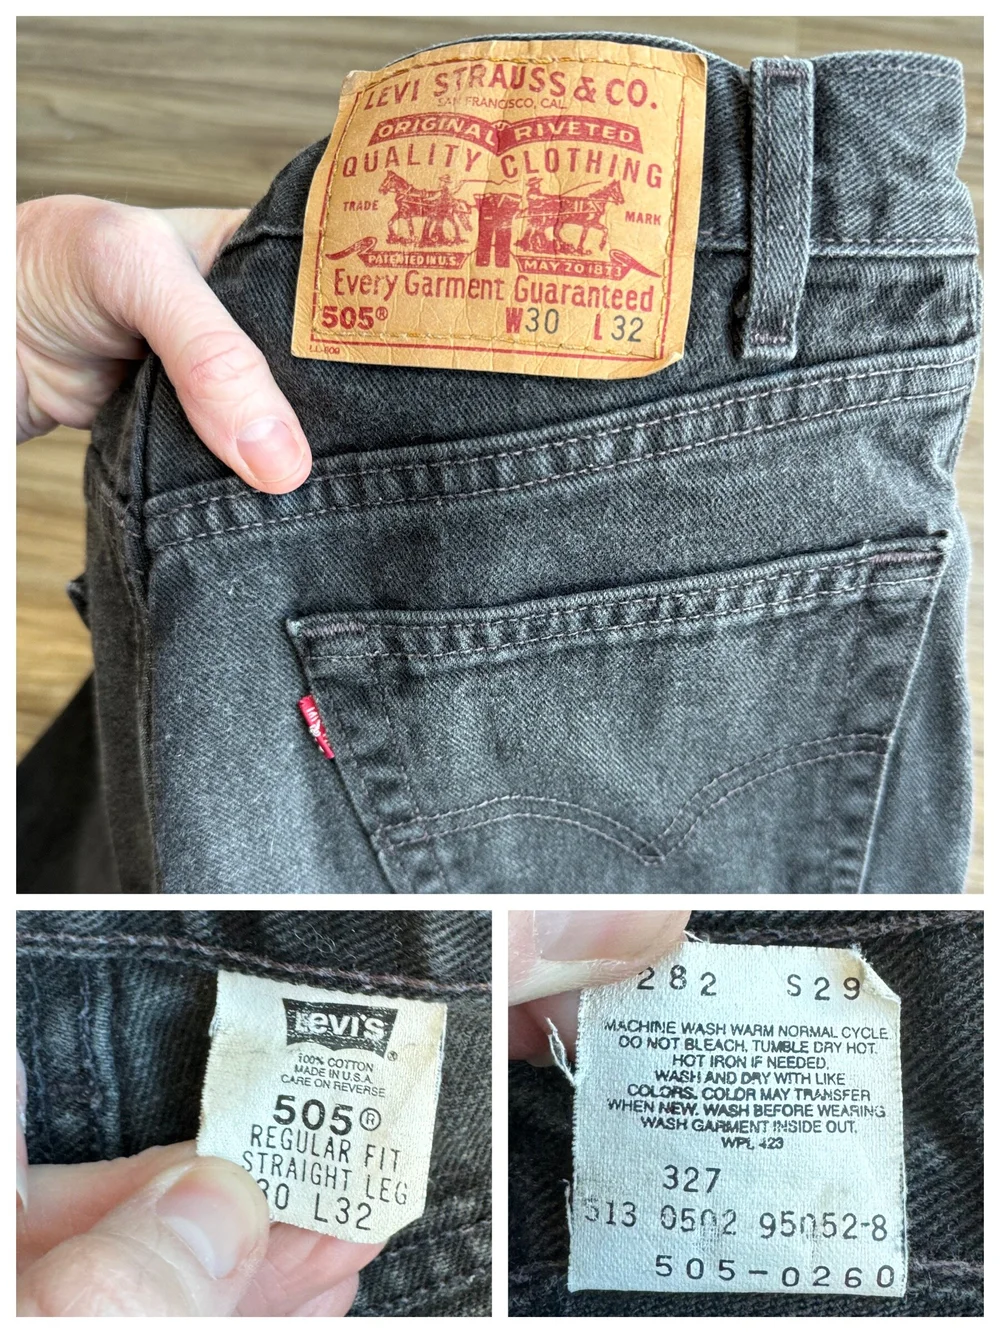 LEVI STRAUSS & CO.
SAN FRANCISCO, CAL.
ORIGINAL RIVETED
QUALITY CLOTHING
TRADE MARK
PATENTED IN U.S. MAY 20 1873
Every Garment Guaranteed
505® W30 L32
Levi's®
100% COTTON
MADE IN U.S.A.
CARE ON REVERSE
505®
REGULAR FIT
STRAIGHT LEG
30 L32
282 S29
MACHINE WASH WARM NORMAL CYCLE
DO NOT BLEACH, TUMBLE DRY HOT.
HOT IRON IF NEEDED.
WASH AND DRY WITH LIKE
COLORS. COLOR MAY TRANSFER
WHEN NEW. WASH BEFORE WEARING
WASH GARMENT INSIDE OUT.
WPL 423
327
513 0502 95052-8
505-0260